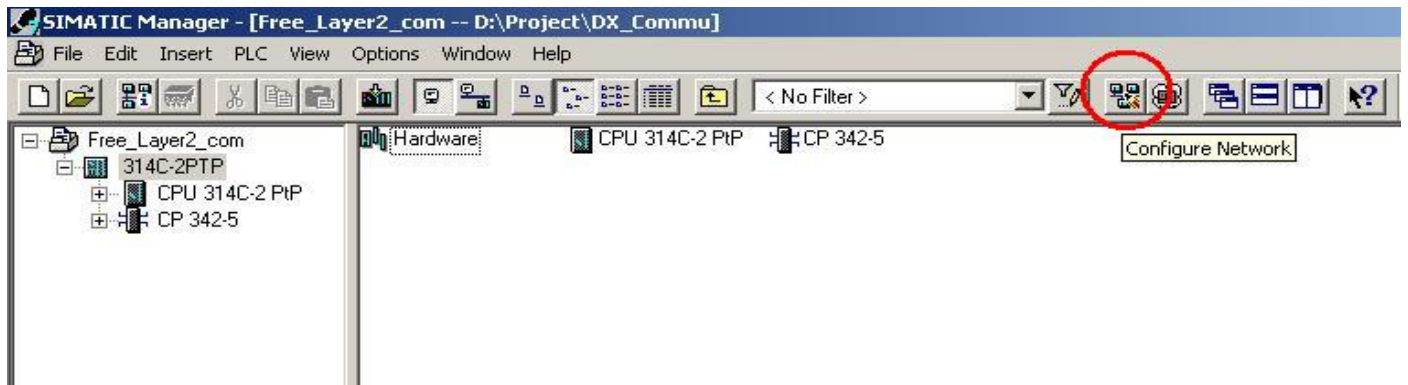 SIMATIC Manager - [Free_Layer2_com -- D:\Project\DX_Commu]
File Edit Insert PLC View Options Window Help
< No Filter >
Configure Network
Free_Layer2_com
314C-2PTP
CPU 314C-2 PtP
CP 342-5
Hardware CPU 314C-2 PtP CP 342-5